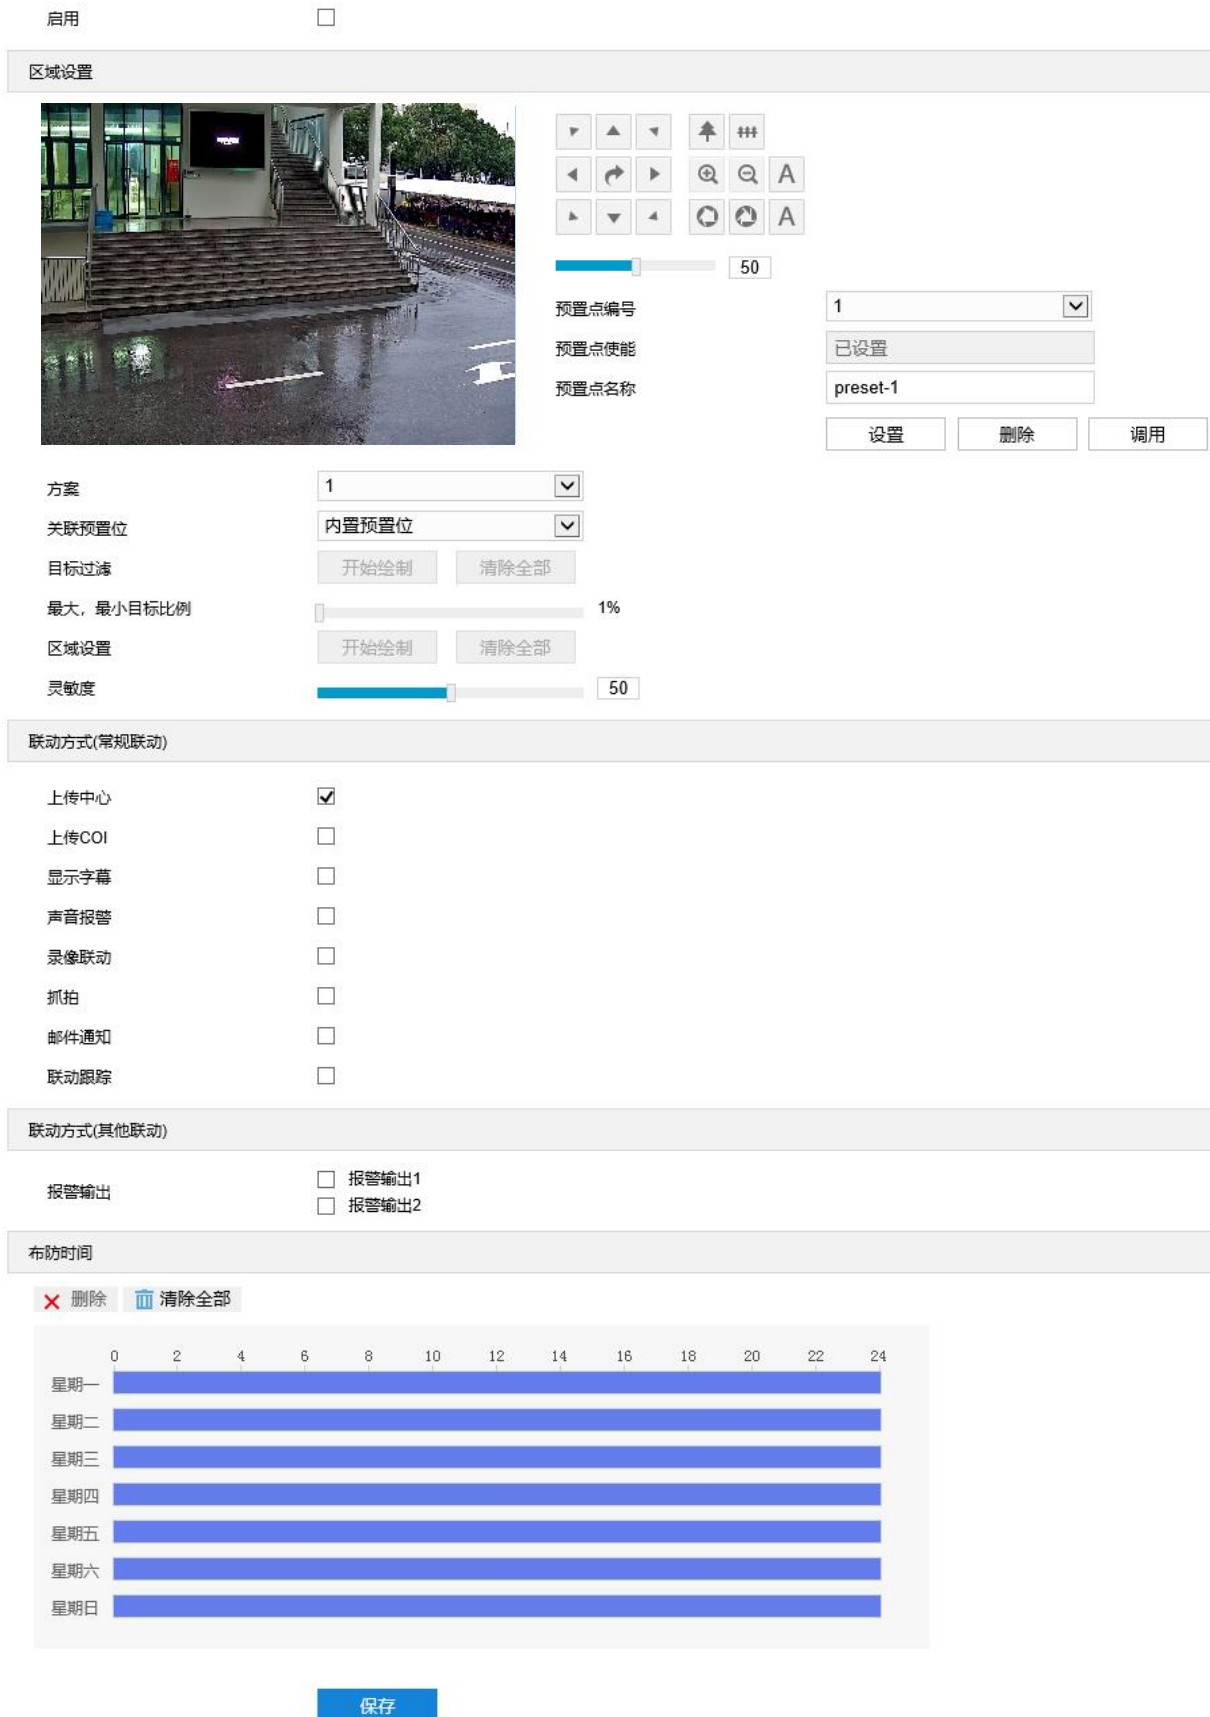 启用
区域设置
A
A
50
预置点编号 1
预置点使能 已设置
预置点名称 preset-1
设置 删除 调用
方案 1
关联预置位 内置预置位
目标过滤 开始绘制 清除全部
最大，最小目标比例 1%
区域设置 开始绘制 清除全部
灵敏度 50
联动方式(常规联动)
上传中心
上传COI
显示字幕
声音报警
录像联动
抓拍
邮件通知
联动跟踪
联动方式(其他联动)
报警输出 报警输出1
报警输出2
布防时间
删除 清除全部
0 2 4 6 8 10 12 14 16 18 20 22 24
星期一
星期二
星期三
星期四
星期五
星期六
星期日
保存